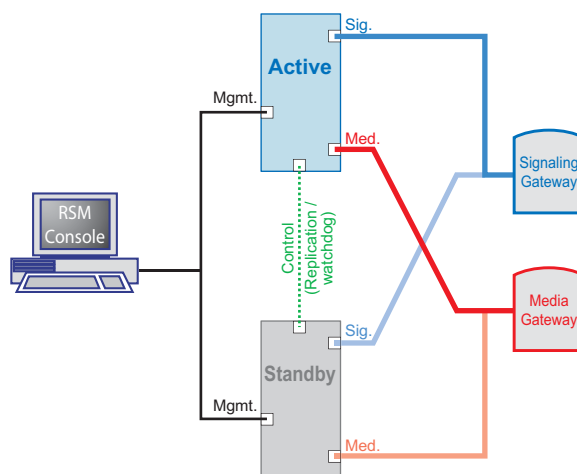 Sig.
Active
Mgmt.
Med.
Signaling
Gateway
RSM
Console
Control
(Replication /
watchdog)
Media
Gateway
Sig.
Standby
Mgmt.
Med.